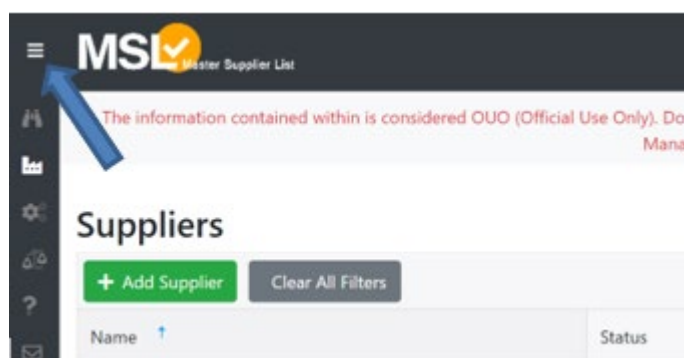 MSL Master Supplier List
The information contained within is considered OUO (Official Use Only). Do
Mana
Suppliers
+ Add Supplier Clear All Filters
Name ↑ Status
?